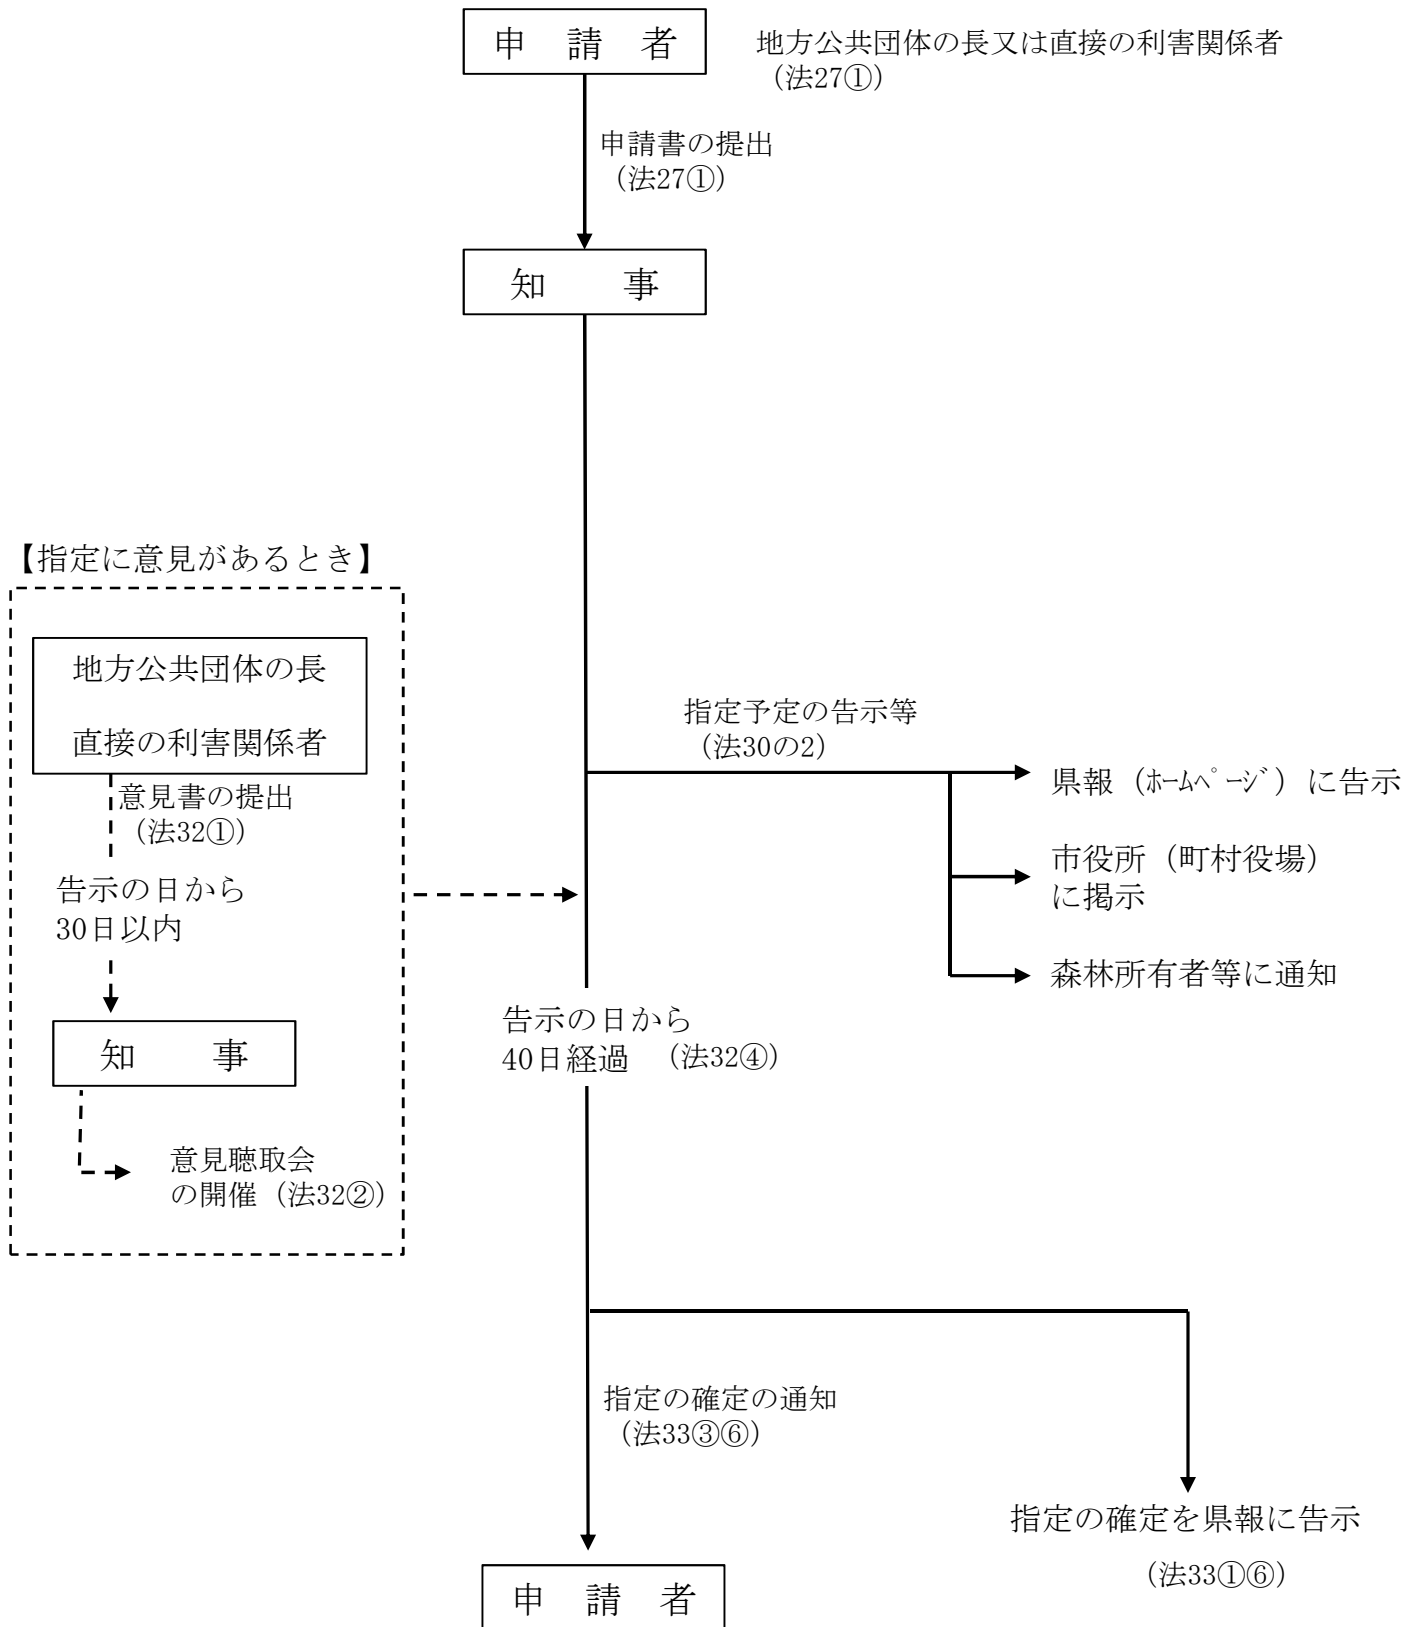 申 請 者
地方公共団体の長又は直接の利害関係者
（法27①）
申請書の提出
（法27①）
知 事
【指定に意見があるとき】
地方公共団体の長
直接の利害関係者
意見書の提出
（法32①）
告示の日から
30日以内
知 事
意見聴取会
の開催（法32②）
指定予定の告示等
（法30の2）
県報（ﾎｰﾑﾍﾟｰｼﾞ）に告示
市役所（町村役場）
に掲示
森林所有者等に通知
告示の日から
40日経過 （法32④）
指定の確定の通知
（法33③⑥）
指定の確定を県報に告示
（法33①⑥）
申 請 者